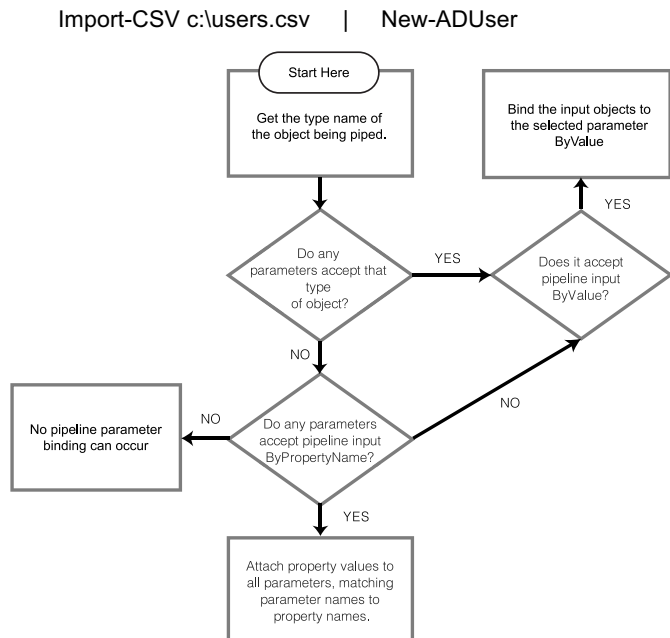 Import-CSV c:\users.csv | New-ADUser
Start Here
Get the type name of
the object being piped.
Bind the input objects to
the selected parameter
ByValue
YES
Do any
parameters accept that
type
of object?
YES
Does it accept
pipeline input
ByValue?
NO
NO
No pipeline parameter
binding can occur
NO
Do any parameters
accept pipeline input
ByPropertyName?
YES
Attach property values to
all parameters, matching
parameter names to
property names.